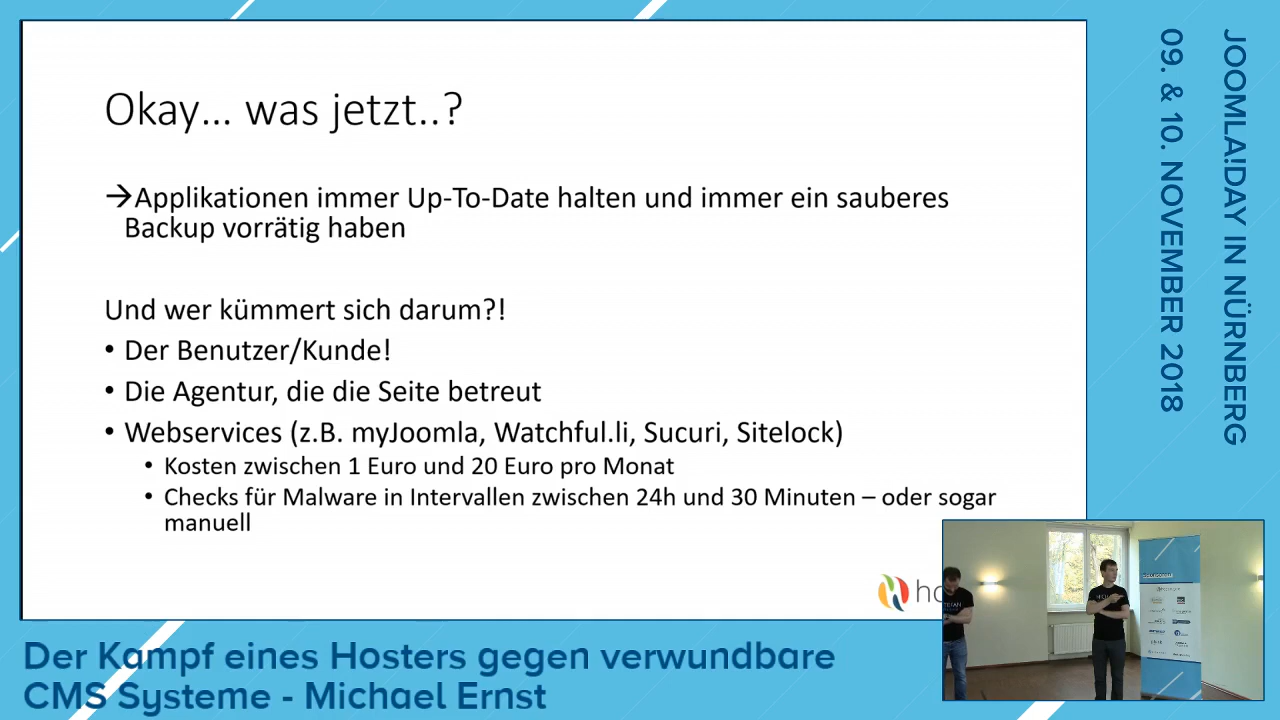 Okay... was jetzt..?
→Applikationen immer Up-To-Date halten und immer ein sauberes
Backup vorrätig haben
Und wer kümmert sich darum?!
• Der Benutzer/Kunde!
• Die Agentur, die die Seite betreut
• Webservices (z.B. myJoomla, Watchful.li, Sucuri, Sitelock)
• Kosten zwischen 1 Euro und 20 Euro pro Monat
• Checks für Malware in Intervallen zwischen 24h und 30 Minuten – oder sogar
manuell
JOOMLA!DAY IN NÜRNBERG
09. & 10. NOVEMBER 2018
Der Kampf eines Hosters gegen verwundbare
CMS Systeme - Michael Ernst